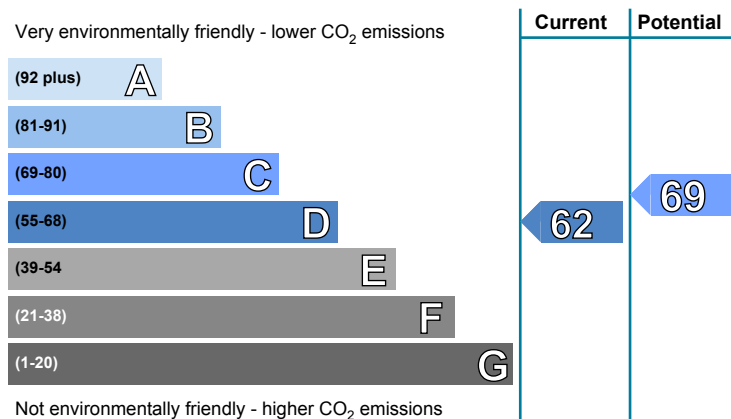 Current Potential
Very environmentally friendly - lower CO2 emissions
(92 plus) A
(81-91) B
(69-80) C
69
(55-68) D
62
(39-54 E
(21-38) F
(1-20) G
Not environmentally friendly - higher CO2 emissions